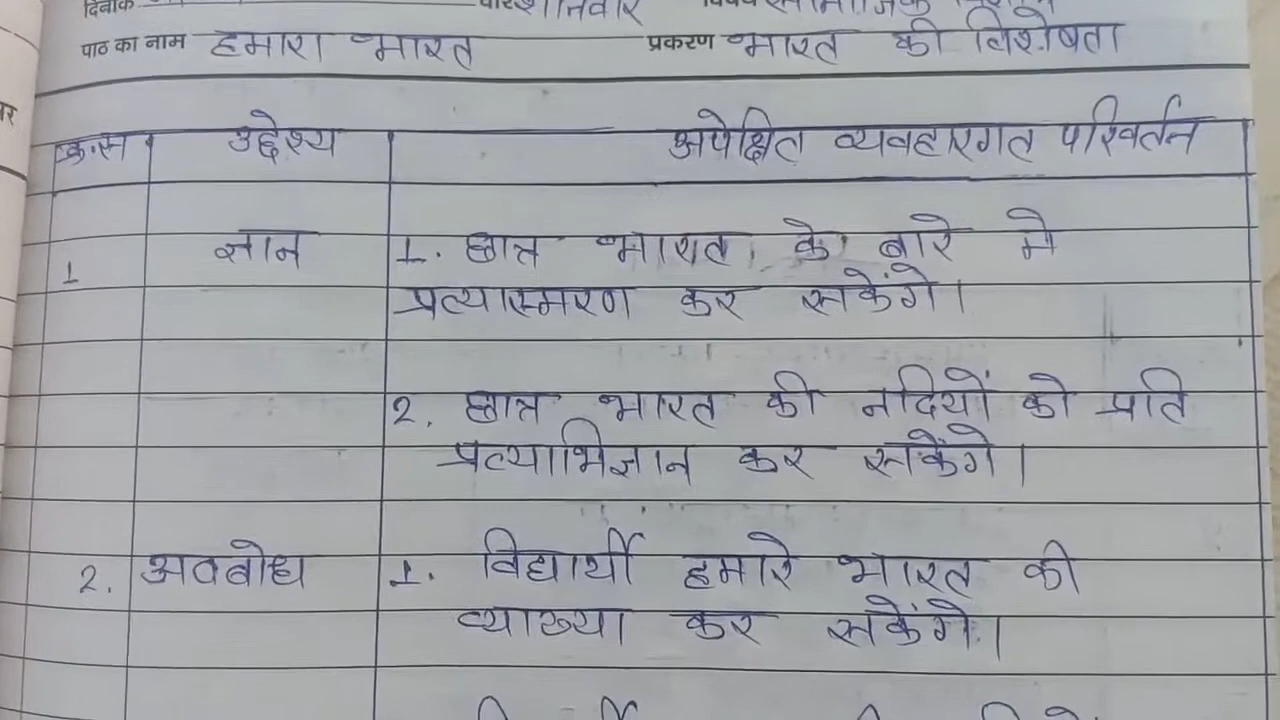 दिनांक शनिवार सामाजिक
पाठ का नाम हमारा भारत प्रकरण भारत की विशेषता
क्र.स उद्देश्य अपेक्षित व्यवहारगत परिवर्तन
1 ज्ञान 1. छात्र भारत के बारे मे
प्रत्यास्मरण कर सकेंगे।
2. छात्र भारत की नदियों को प्रति
प्रत्याभिज्ञान कर सकेंगे।
2. अवबोध 1. विद्यार्थी हमारे भारत की
व्याख्या कर सकेंगे।